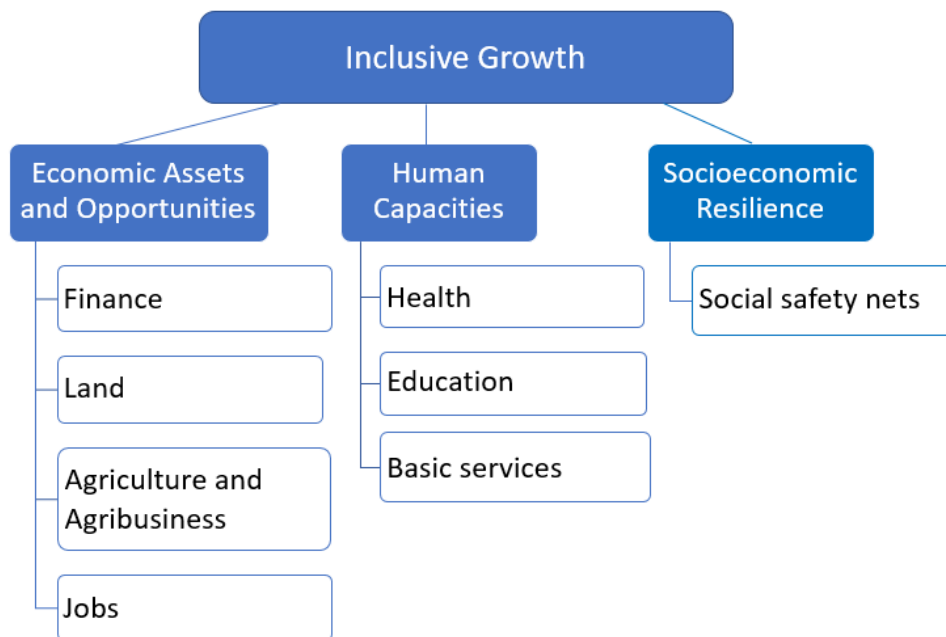 Inclusive Growth
Economic Assets
and Opportunities
Finance
Land
Agriculture and
Agribusiness
Jobs
Human
Capacities
Health
Education
Basic services
Socioeconomic
Resilience
Social safety nets